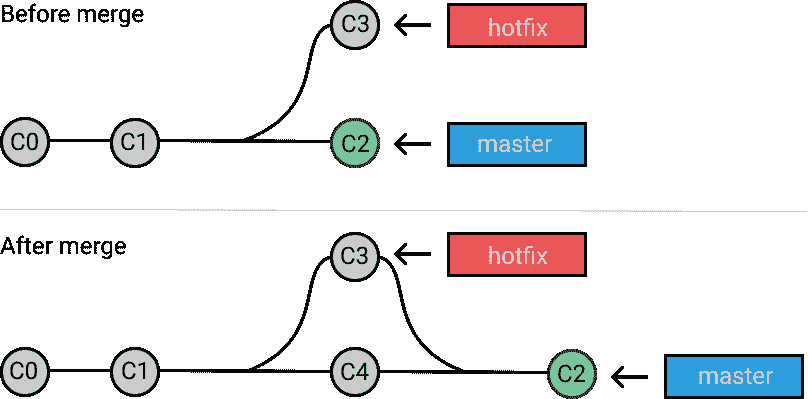 Before merge
C3
hotfix
C0
C1
C2
master
After merge
C3
hotfix
C0
C1
C4
C2
master